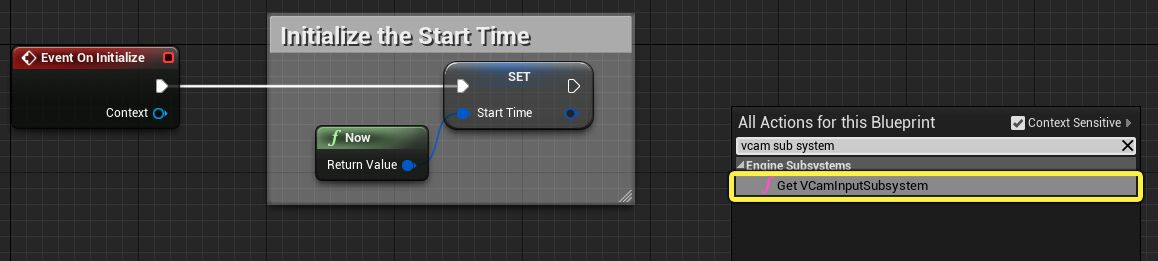 Initialize the Start Time
Event On Initialize
Context
SET
Start Time
f Now
Return Value
All Actions for this Blueprint
Context Sensitive
vcam sub system
Engine Subsystems
f Get VCamInputSubsystem